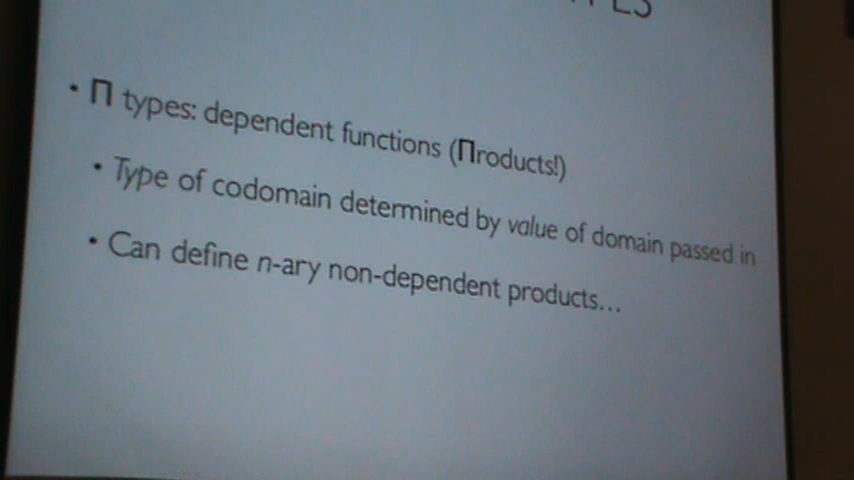 • Π types: dependent functions (Πroducts!)
• Type of codomain determined by value of domain passed in
• Can define n-ary non-dependent products…